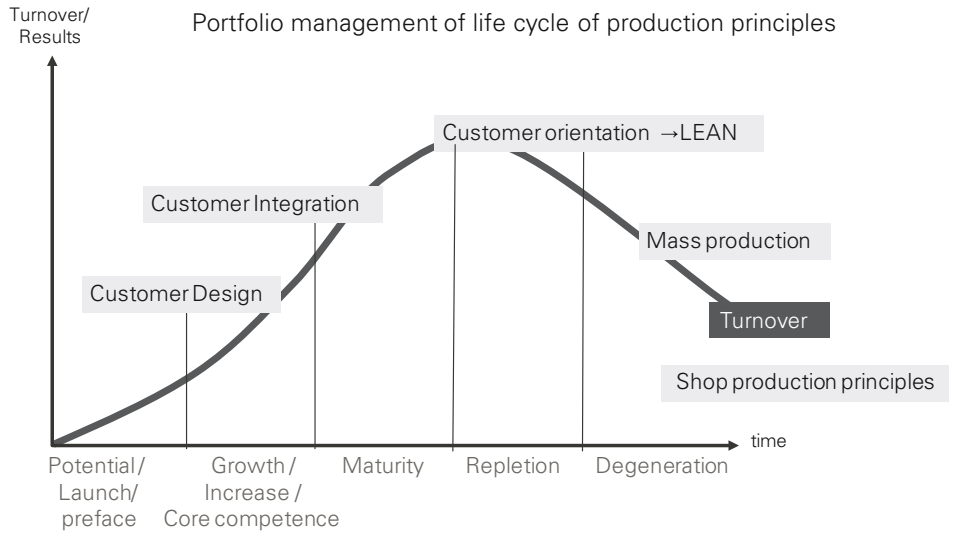 Turnover/
Results
Portfolio management of life cycle of production principles
Customer orientation →LEAN
Customer Integration
Mass production
Customer Design
Turnover
Shop production principles
time
Potential/
Launch/
preface
Growth/
Increase/
Core competence
Maturity
Repletion
Degeneration